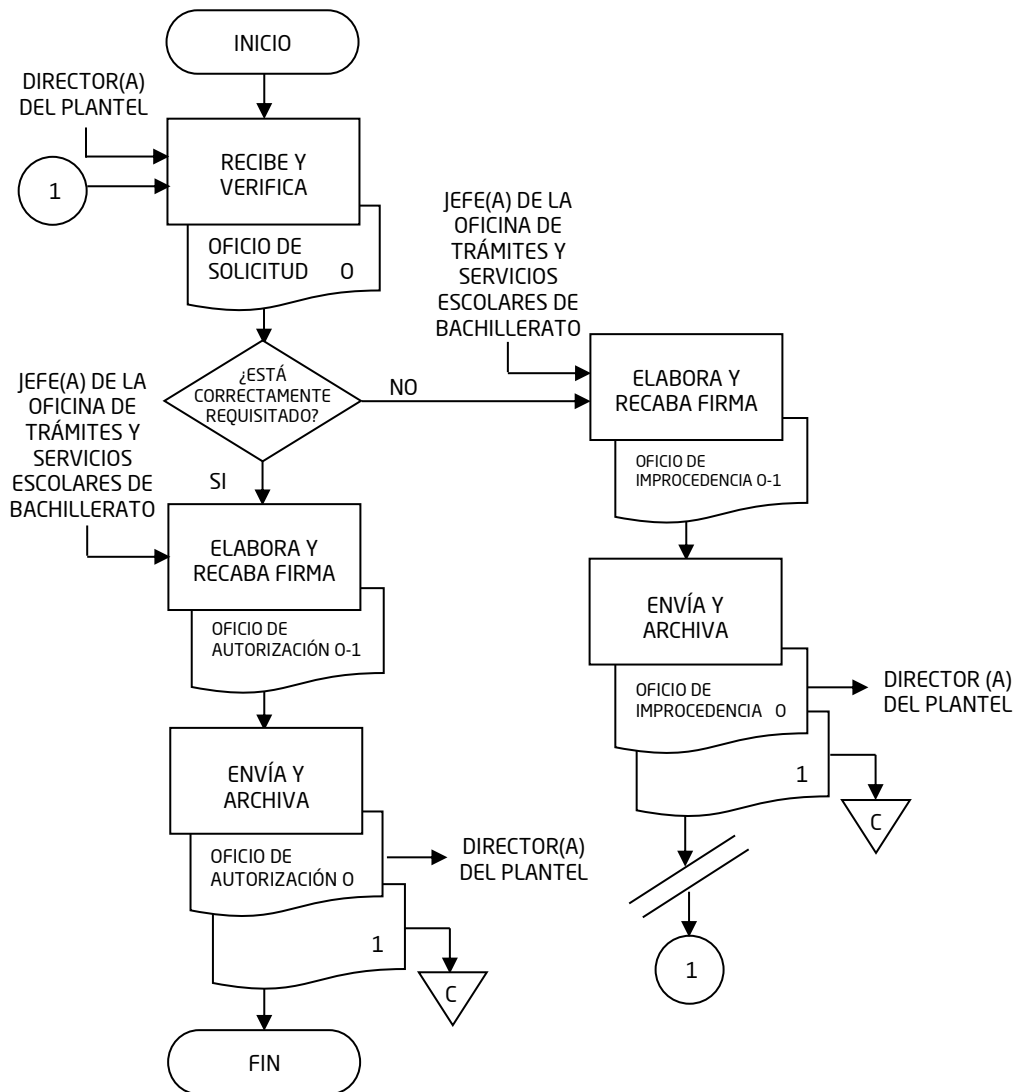 INICIO
DIRECTOR(A)
DEL PLANTEL
1
RECIBE Y
VERIFICA
OFICIO DE
SOLICITUD O
JEFE(A) DE LA
OFICINA DE
TRÁMITES Y
SERVICIOS
ESCOLARES DE
BACHILLERATO
¿ESTÁ
CORRECTAMENTE
REQUISITADO?
NO
SI
ELABORA Y
RECABA FIRMA
OFICIO DE
IMPROCEDENCIA O-1
ENVÍA Y
ARCHIVA
OFICIO DE
IMPROCEDENCIA O
DIRECTOR (A)
DEL PLANTEL
1
C
1
JEFE(A) DE LA
OFICINA DE
TRÁMITES Y
SERVICIOS
ESCOLARES DE
BACHILLERATO
ELABORA Y
RECABA FIRMA
OFICIO DE
AUTORIZACIÓN O-1
ENVÍA Y
ARCHIVA
OFICIO DE
AUTORIZACIÓN O
DIRECTOR(A)
DEL PLANTEL
1
C
FIN